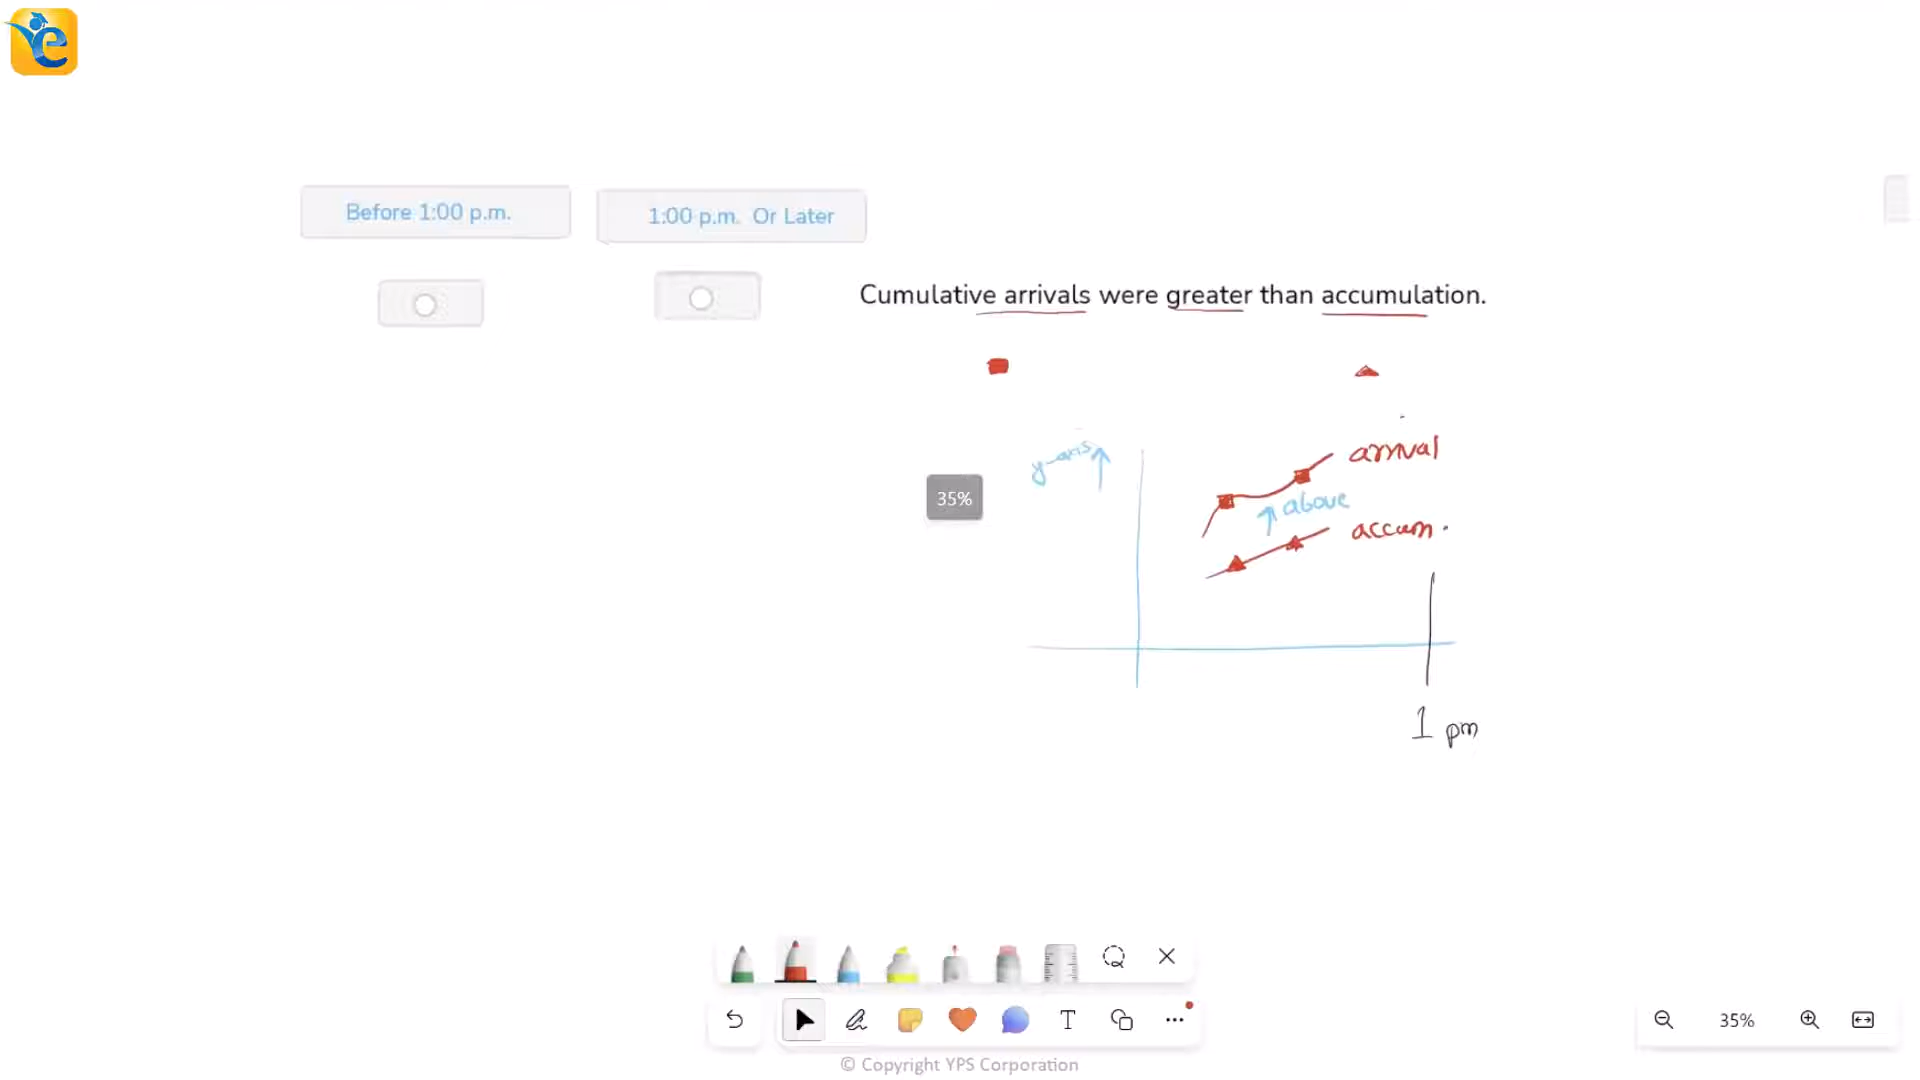 e
Before 1:00 p.m.
1:00 p.m. Or Later
Cumulative arrivals were greater than accumulation.
y-axis
arrival
above
accum.
35%
1 pm
T
35%
© Copyright YPS Corporation